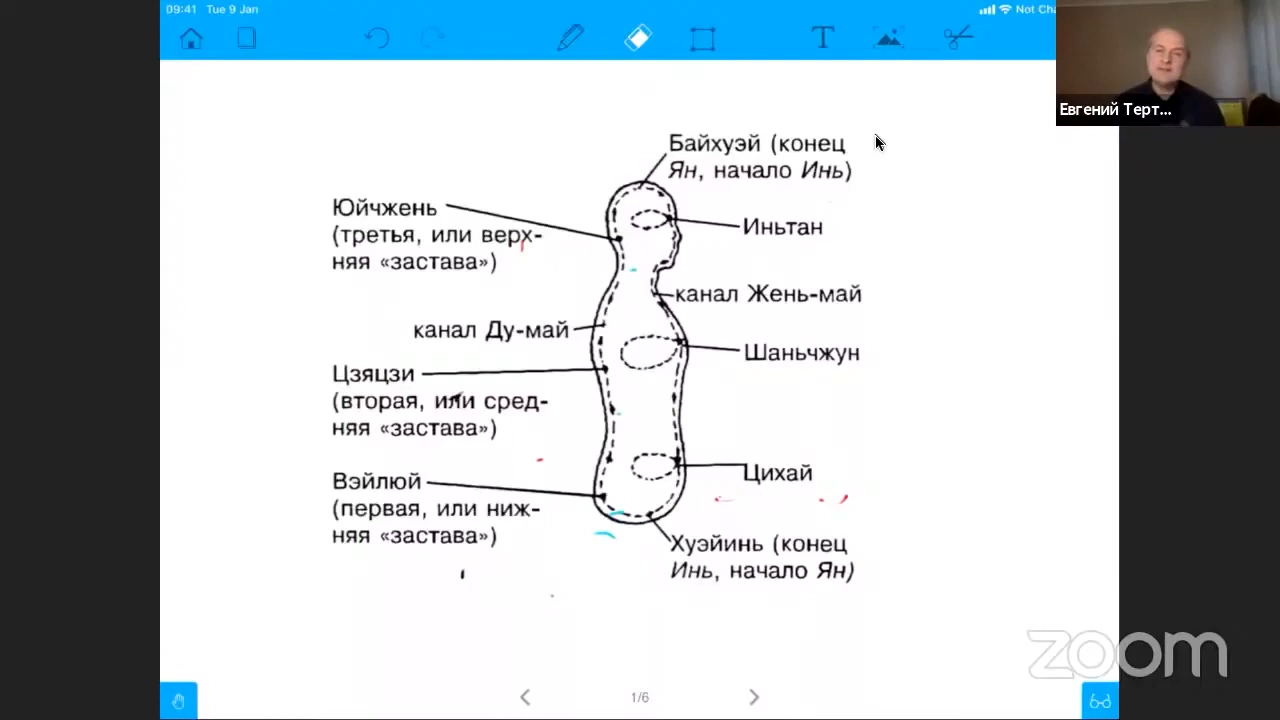 09:41 Tue 9 Jan
Not Cha
Евгений Терт...
Байхуэй (конец
Ян, начало Инь)
Юйчжень
(третья, или верх-
няя «застава»)
Иньтан
канал Жень-май
канал Ду-май
Шаньчжун
Цзяцзи
(вторая, или сред-
няя «застава»)
Вэйлюй
(первая, или ниж-
няя «застава»)
Цихай
Хуэйинь (конец
Инь, начало Ян)
1/6
zoom